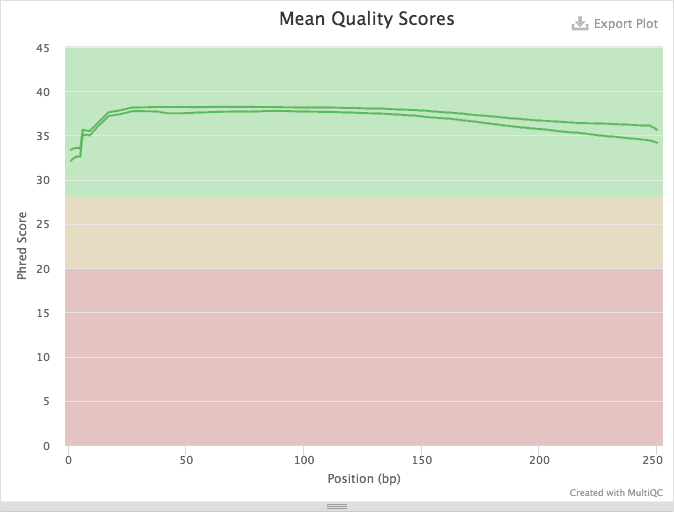 Mean Quality Scores
Export Plot
45
40
35
30
25
20
15
10
5
0
Phred Score
0 50 100 150 200 250
Position (bp)
Created with MultiQC